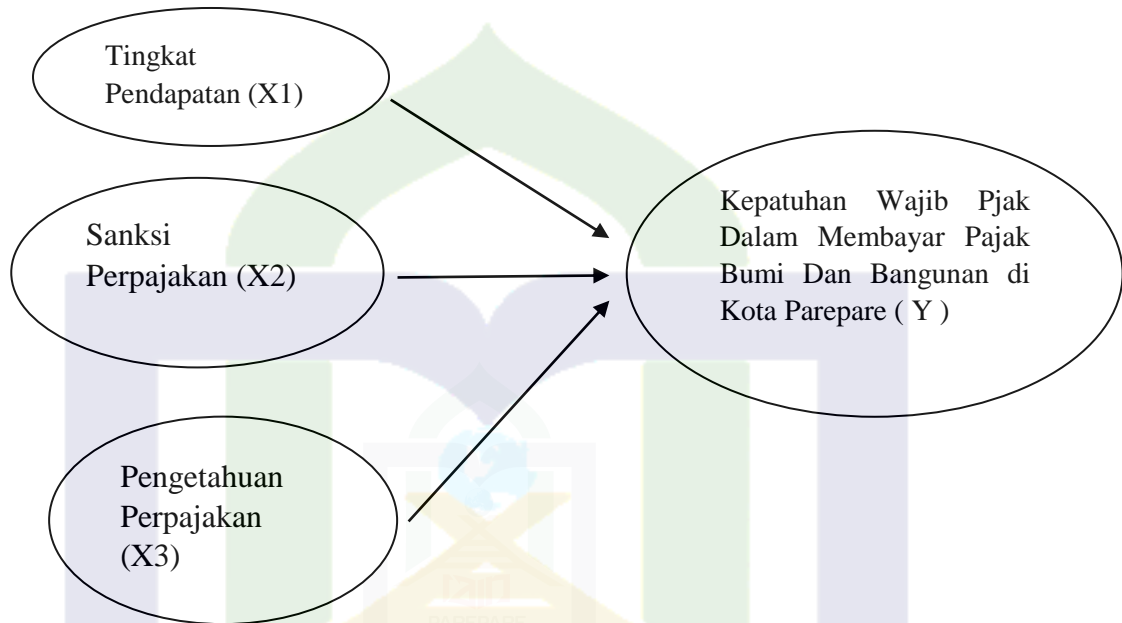 Tingkat
Pendapatan (X1)
Sanksi
Perpajakan (X2)
Pengetahuan
Perpajakan
(X3)
Kepatuhan Wajib Pjak
Dalam Membayar Pajak
Bumi Dan Bangunan di
Kota Parepare ( Y )
PAREPARE